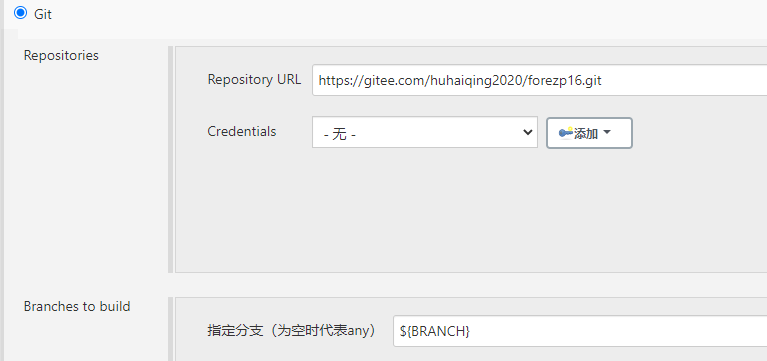 Git
Repositories
Repository URL
https://gitee.com/huhaiqing2020/forezp16.git
Credentials
- 无 -
添加
Branches to build
指定分支（为空时代表any）
${BRANCH}